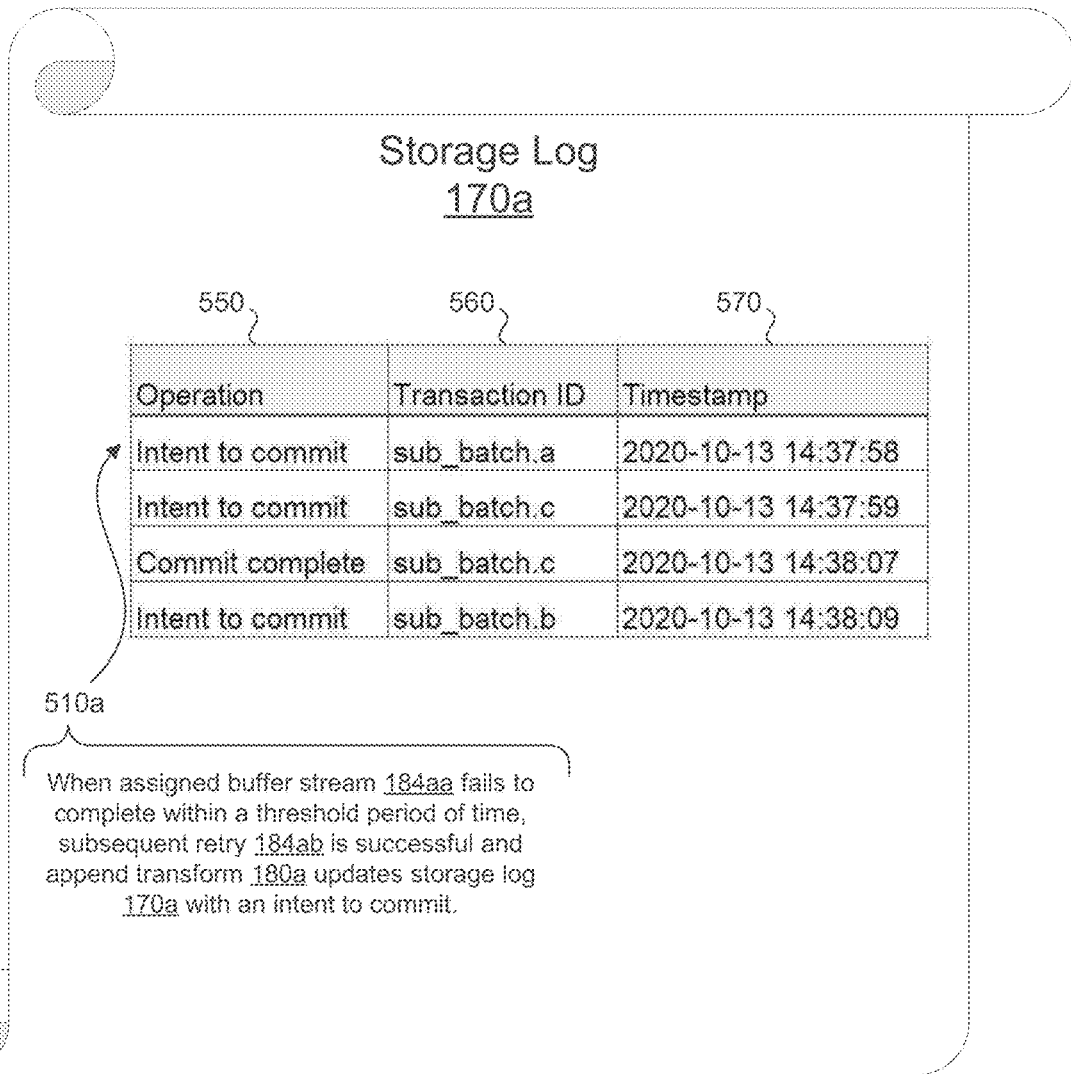 Storage Log
170a
550 560 570
Operation Transaction ID Timestamp
Intent to commit sub_batch.a 2020-10-13 14:37:58
Intent to commit sub_batch.c 2020-10-13 14:37:59
Commit complete sub_batch.c 2020-10-13 14:38:07
Intent to commit sub_batch.b 2020-10-13 14:38:09
510a
When assigned buffer stream 184aa fails to
complete within a threshold period of time,
subsequent retry 184ab is successful and
append transform 180a updates storage log
170a with an intent to commit.